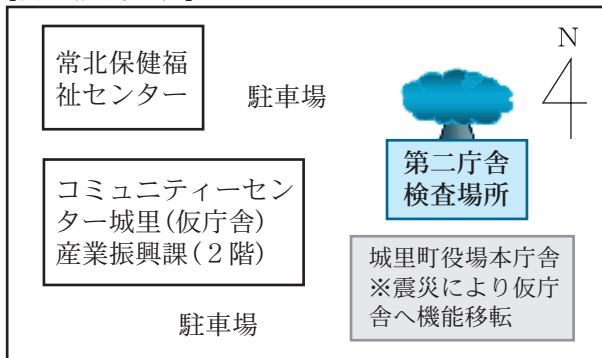 常北保健福
祉センター
駐車場
N
第二庁舎
検査場所
コミュニティーセン
ター城里(仮庁舎)
産業振興課(２階)
城里町役場本庁舎
※震災により仮庁
舎へ機能移転
駐車場